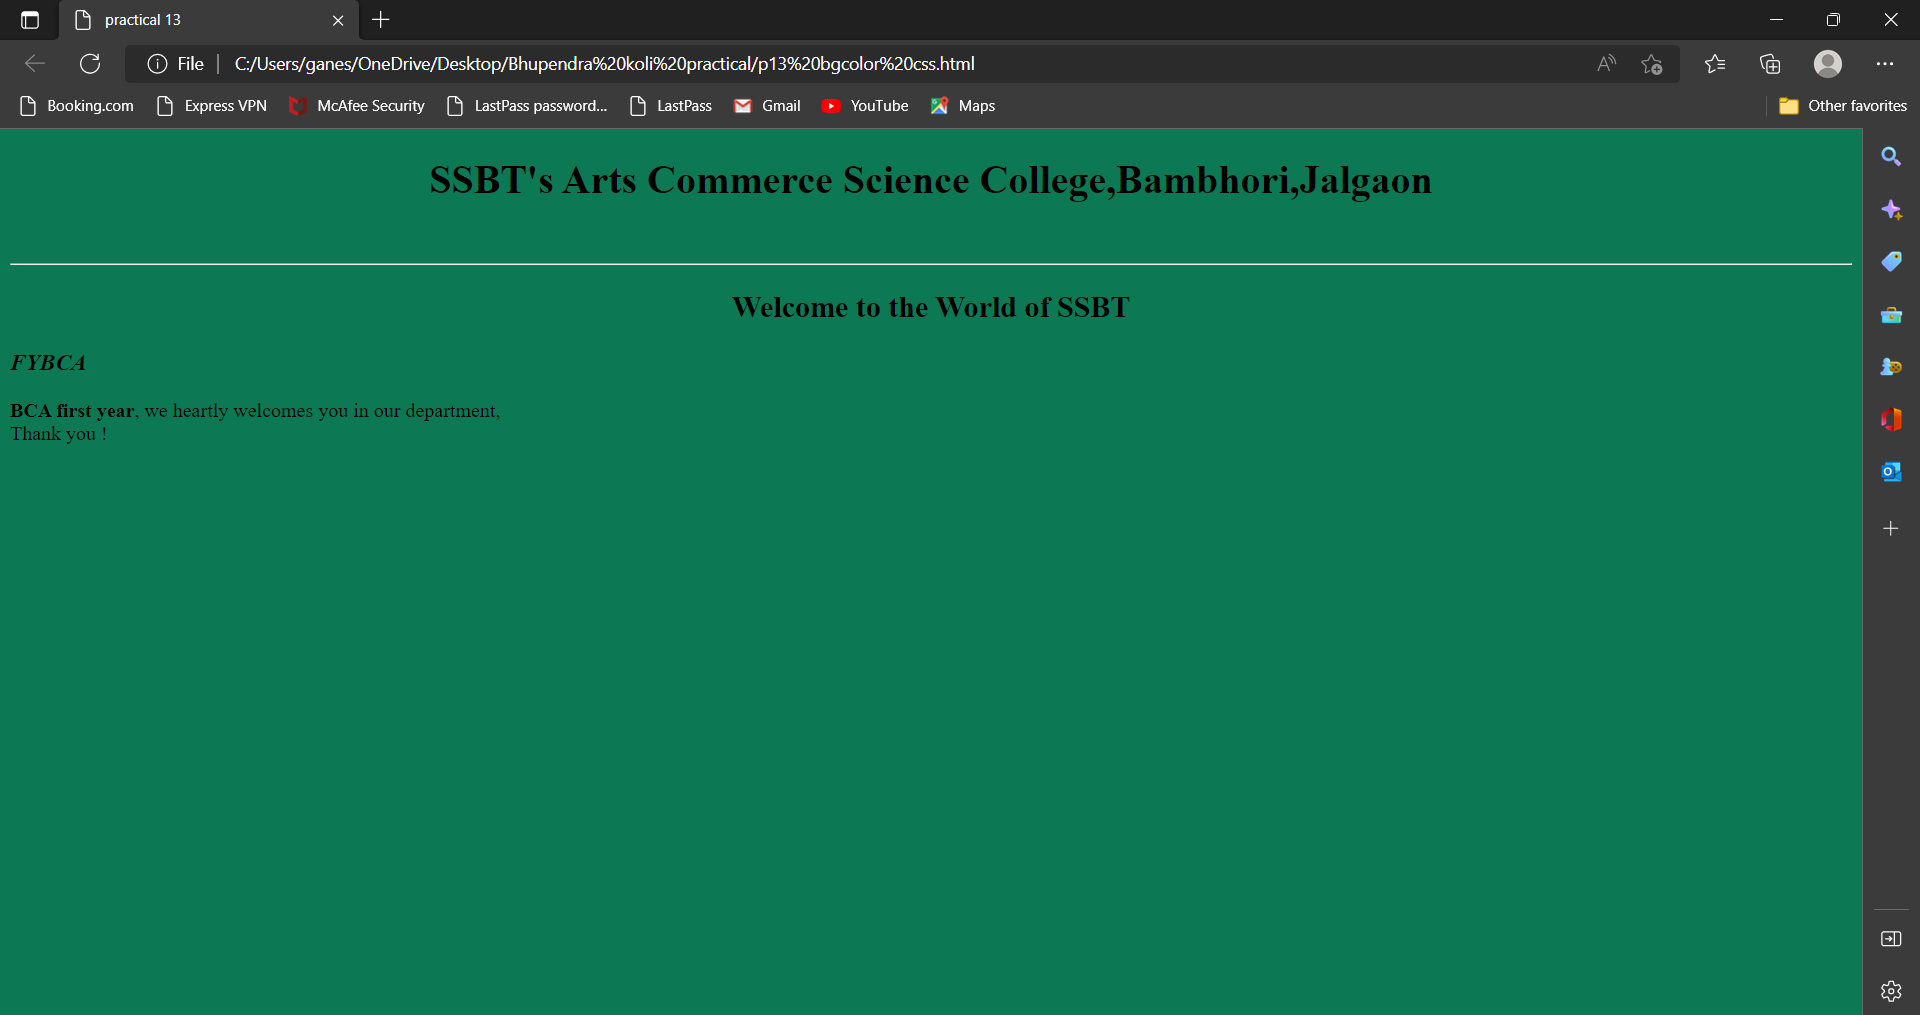 practical 13
File
C:/Users/ganes/OneDrive/Desktop/Bhupendra%20koli%20practical/p13%20bgcolor%20css.html
Booking.com Express VPN McAfee Security LastPass password... LastPass Gmail YouTube Maps Other favorites
SSBT's Arts Commerce Science College,Bambhori,Jalgaon
Welcome to the World of SSBT
FYBCA
BCA first year, we heartly welcomes you in our department,
Thank you !